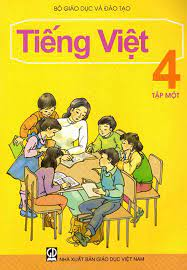 BỘ GIÁO DỤC VÀ ĐÀO TẠO
Tiếng Việt
4
TẬP MỘT
NHÀ XUẤT BẢN GIÁO DỤC VIỆT NAM